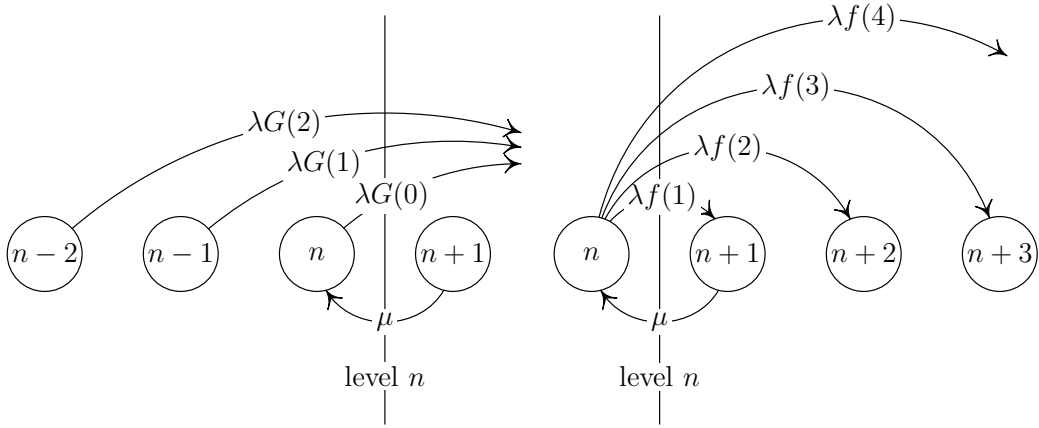 λf(4)
λf(3)
λG(2)
λG(1)
λf(2)
λG(0)
λf(1)
n − 2
n − 1
n
n + 1
n
n + 1
n + 2
n + 3
μ
μ
level n
level n